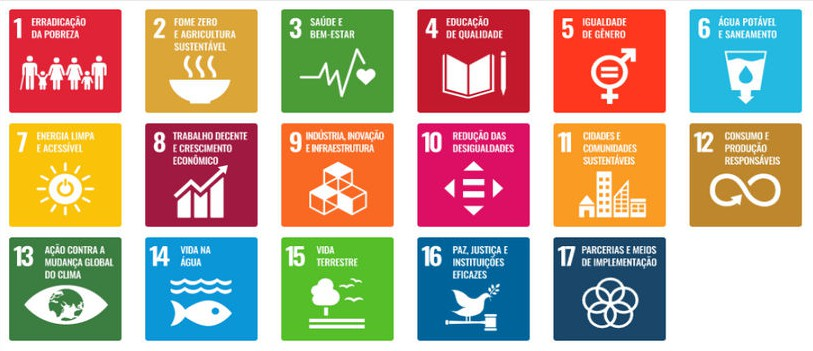 1 ERRADICAÇÃO
DA POBREZA
2 FOME ZERO
E AGRICULTURA
SUSTENTÁVEL
3 SAÚDE E
BEM-ESTAR
4 EDUCAÇÃO
DE QUALIDADE
5 IGUALDADE
DE GÊNERO
6 ÁGUA POTÁVEL
E SANEAMENTO
7 ENERGIA LIMPA
E ACESSÍVEL
8 TRABALHO DECENTE
E CRESCIMENTO
ECONÔMICO
9 INDÚSTRIA, INOVAÇÃO
E INFRAESTRUTURA
10 REDUÇÃO DAS
DESIGUALDADES
11 CIDADES E
COMUNIDADES
SUSTENTÁVEIS
12 CONSUMO E
PRODUÇÃO
RESPONSÁVEIS
13 AÇÃO CONTRA A
MUDANÇA GLOBAL
DO CLIMA
14 VIDA NA
ÁGUA
15 VIDA
TERRESTRE
16 PAZ, JUSTIÇA E
INSTITUIÇÕES
EFICAZES
17 PARCERIAS E MEIOS
DE IMPLEMENTAÇÃO